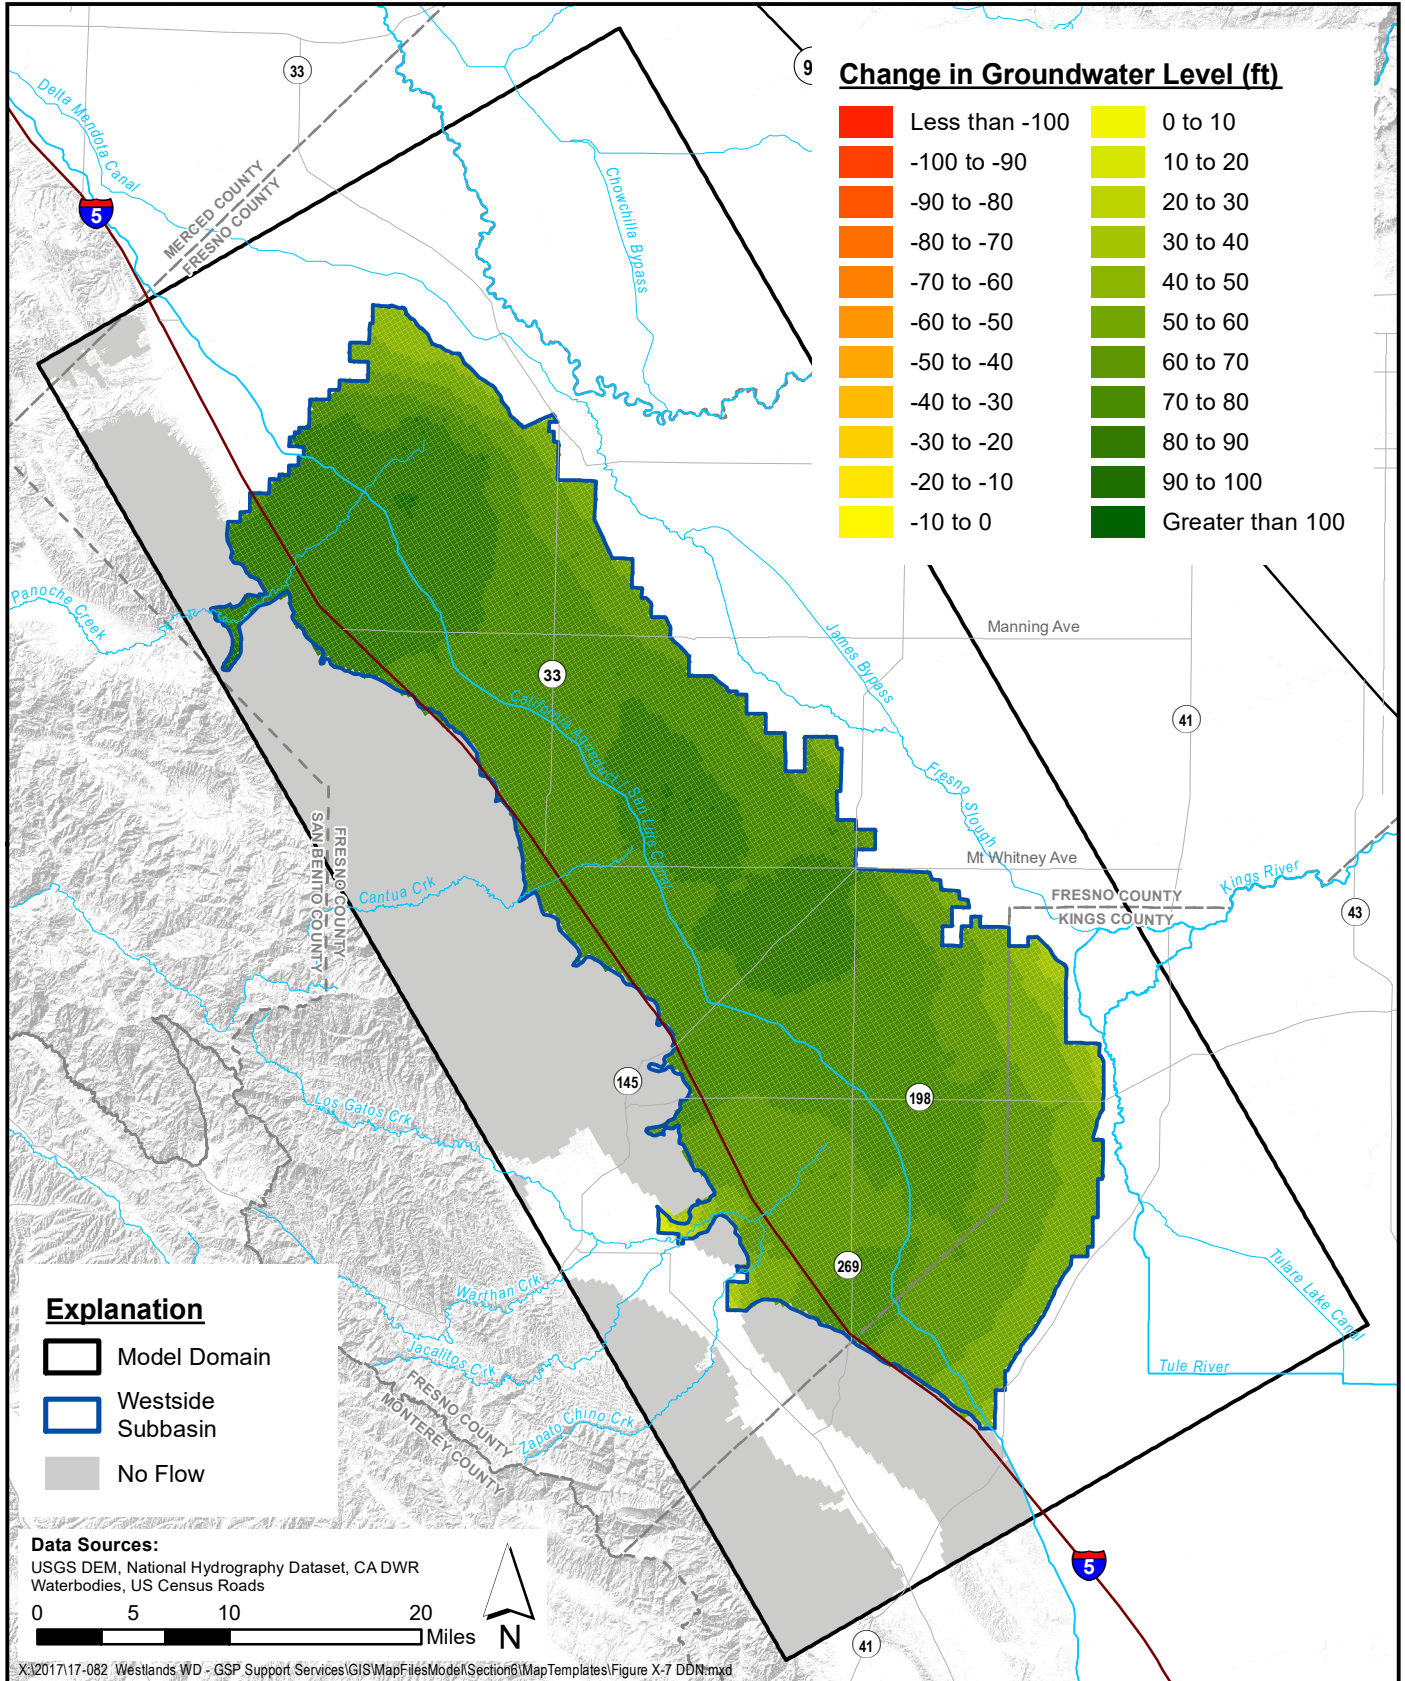 33
9
Delta Mendota Canal
MERCED COUNTY
FRESNO COUNTY
5
Chowchilla Bypass
Change in Groundwater Level (ft)
Less than -100
-100 to -90
-90 to -80
-80 to -70
-70 to -60
-60 to -50
-50 to -40
-40 to -30
-30 to -20
-20 to -10
-10 to 0
0 to 10
10 to 20
20 to 30
30 to 40
40 to 50
50 to 60
60 to 70
70 to 80
80 to 90
90 to 100
Greater than 100
Panoche Creek
Manning Ave
James Bypass
33
California Aqueduct / San Luis Canal
41
Fresno Slough
SAN BENITO COUNTY
FRESNO COUNTY
Mt Whitney Ave
Kings River
Cantua Crk
FRESNO COUNTY
KINGS COUNTY
43
145
Los Gatos Crk
198
269
Warthan Crk
Jacalitos Crk
Zapato Chino Crk
FRESNO COUNTY
MONTEREY COUNTY
Tulare Lake Canal
Tule River
Explanation
Model Domain
Westside
Subbasin
No Flow
Data Sources:
USGS DEM, National Hydrography Dataset, CA DWR
Waterbodies, US Census Roads
0 5 10 20
Miles
N
5
41
X:\2017\17-082 Westlands WD - GSP Support Services\GIS\MapFilesModel\Section6\MapTemplates\Figure X-7 DDN.mxd